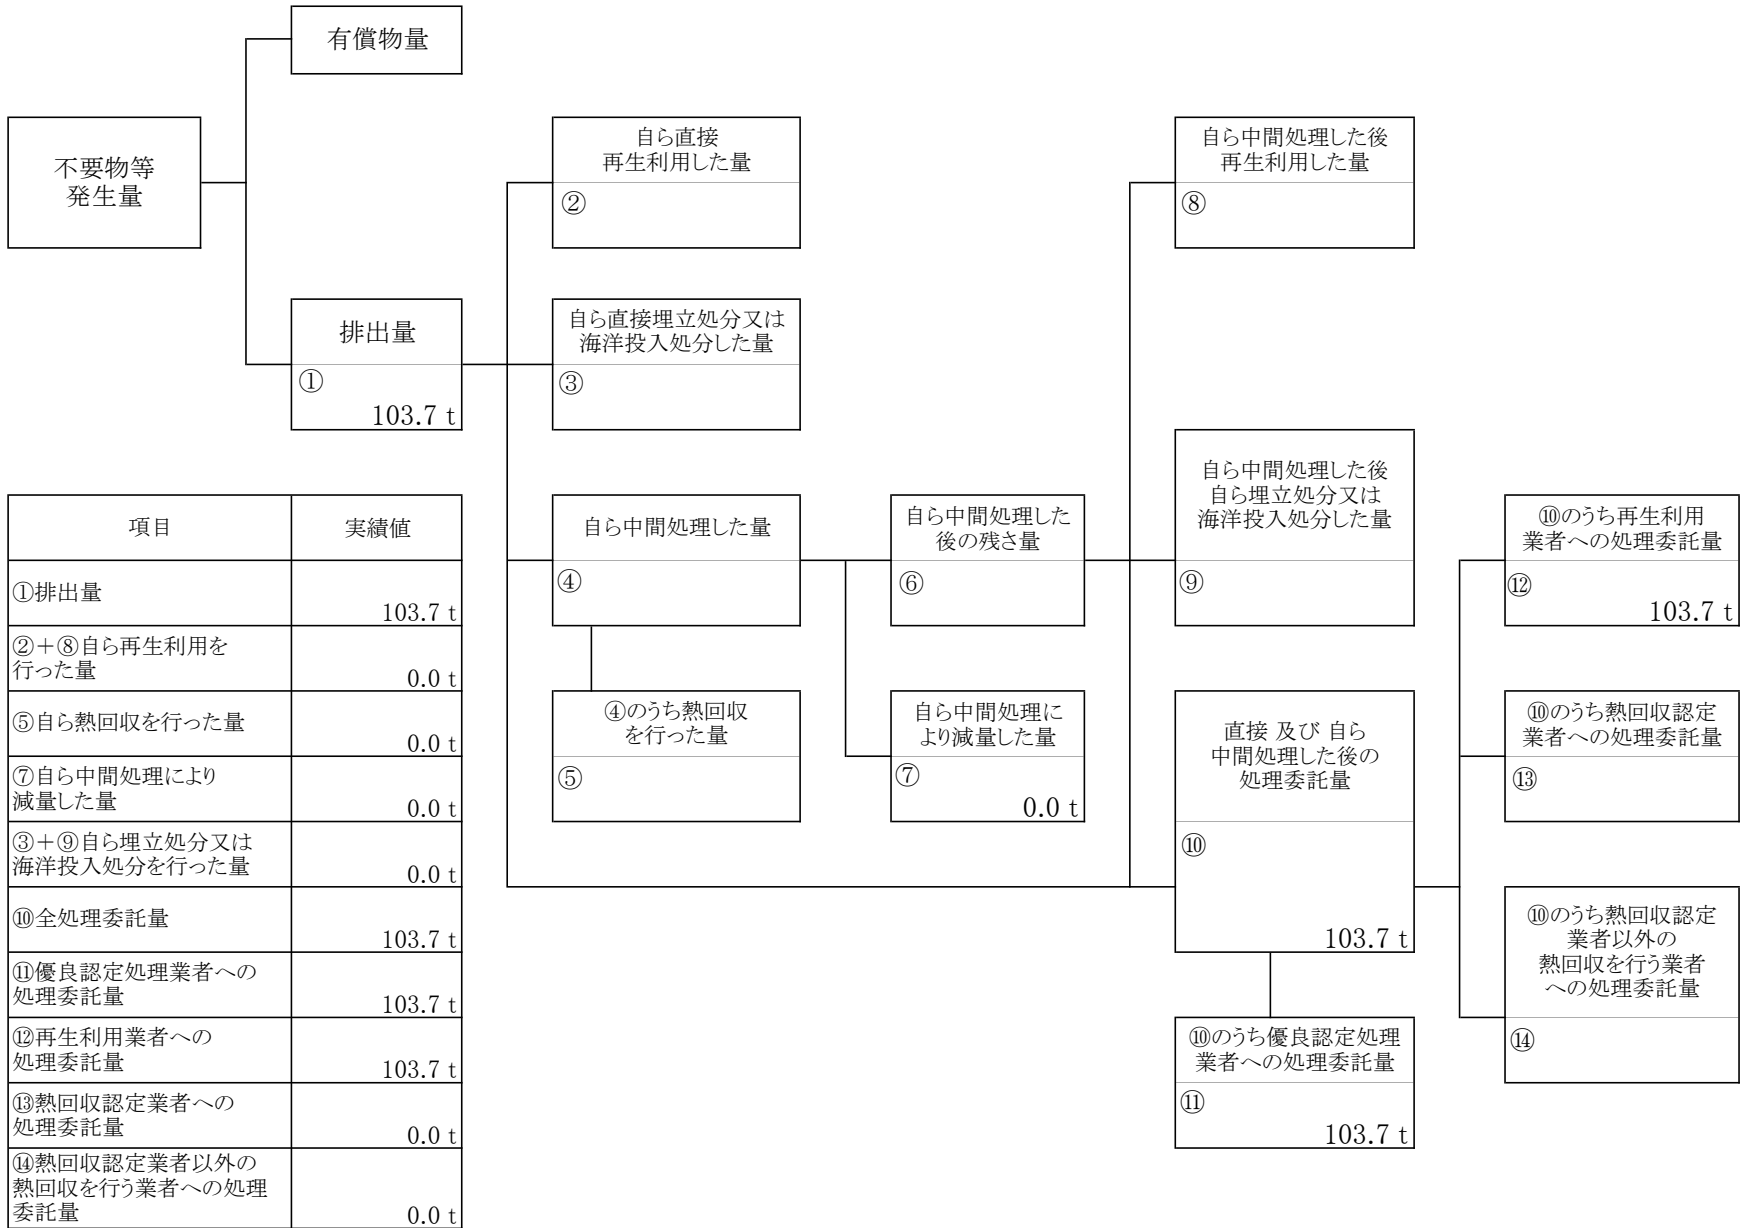 有償物量
不要物等
発生量
自ら直接
再生利用した量
②
自ら中間処理した後
再生利用した量
⑧
排出量
①
103.7 t
自ら直接埋立処分又は
海洋投入処分した量
③
自ら中間処理した量
④
自ら中間処理した
後の残さ量
⑥
自ら中間処理した後
自ら埋立処分又は
海洋投入処分した量
⑨
⑩のうち再生利用
業者への処理委託量
⑫
103.7 t
④のうち熱回収
を行った量
⑤
自ら中間処理に
より減量した量
⑦
0.0 t
直接 及び 自ら
中間処理した後の
処理委託量
⑩
103.7 t
⑩のうち熱回収認定
業者への処理委託量
⑬
⑩のうち熱回収認定
業者以外の
熱回収を行う業者
への処理委託量
⑭
⑩のうち優良認定処理
業者への処理委託量
⑪
103.7 t
項目 実績値
①排出量
103.7 t
②+⑧自ら再生利用を
行った量
0.0 t
⑤自ら熱回収を行った量
0.0 t
⑦自ら中間処理により
減量した量
0.0 t
③+⑨自ら埋立処分又は
海洋投入処分を行った量
0.0 t
⑩全処理委託量
103.7 t
⑪優良認定処理業者への
処理委託量
103.7 t
⑫再生利用業者への
処理委託量
103.7 t
⑬熱回収認定業者への
処理委託量
0.0 t
⑭熱回収認定業者以外の
熱回収を行う業者への処理
委託量
0.0 t